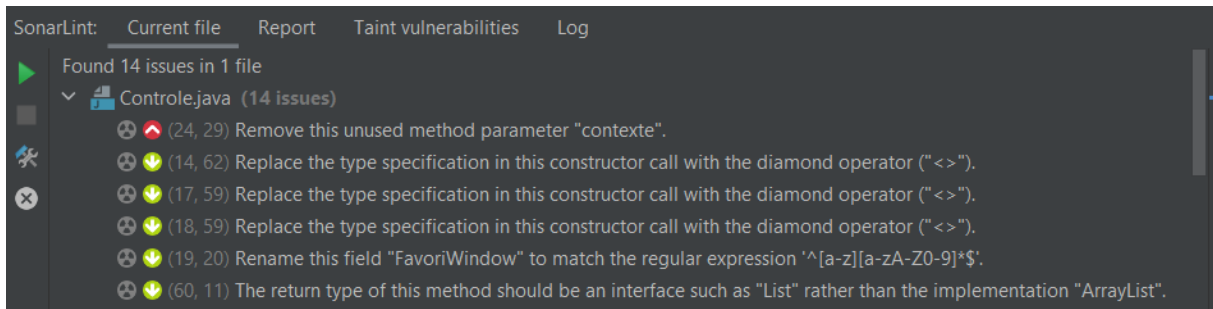 SonarLint: Current file Report Taint vulnerabilities Log
Found 14 issues in 1 file
Controle.java (14 issues)
(24, 29) Remove this unused method parameter "contexte".
(14, 62) Replace the type specification in this constructor call with the diamond operator ("<>").
(17, 59) Replace the type specification in this constructor call with the diamond operator ("<>").
(18, 59) Replace the type specification in this constructor call with the diamond operator ("<>").
(19, 20) Rename this field "FavoriWindow" to match the regular expression '^[a-z][a-zA-Z0-9]*$'.
(60, 11) The return type of this method should be an interface such as "List" rather than the implementation "ArrayList".